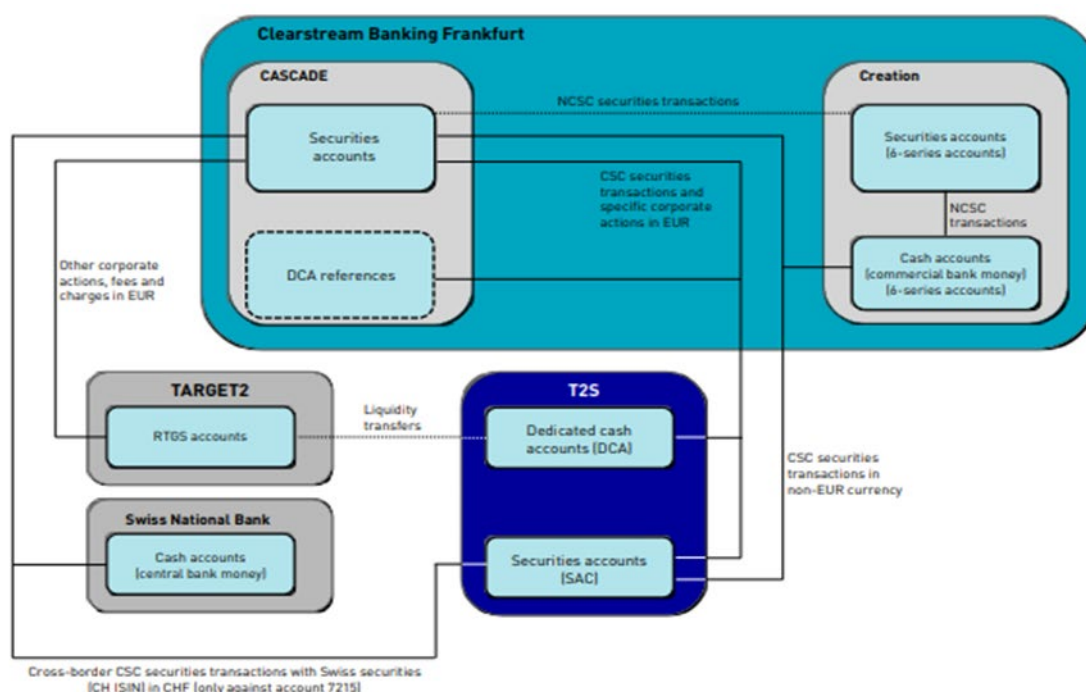 Clearstream Banking Frankfurt
CASCADE
Securities
accounts
DCA references
NCSC securities transactions
CSC securities
transactions and
specific corporate
actions in EUR
Creation
Securities accounts
(6-series accounts)
NCSC
transactions
Cash accounts
(commercial bank money)
(6-series accounts)
Other corporate
actions, fees and
charges in EUR
TARGET2
RTGS accounts
Liquidity
transfers
T2S
Dedicated cash
accounts (DCA)
Securities accounts
(SAC)
CSC securities
transactions in
non-EUR currency
Swiss National Bank
Cash accounts
(central bank money)
Cross-border CSC securities transactions with Swiss securities
(CH ISIN) in CHF (only against account 7215)